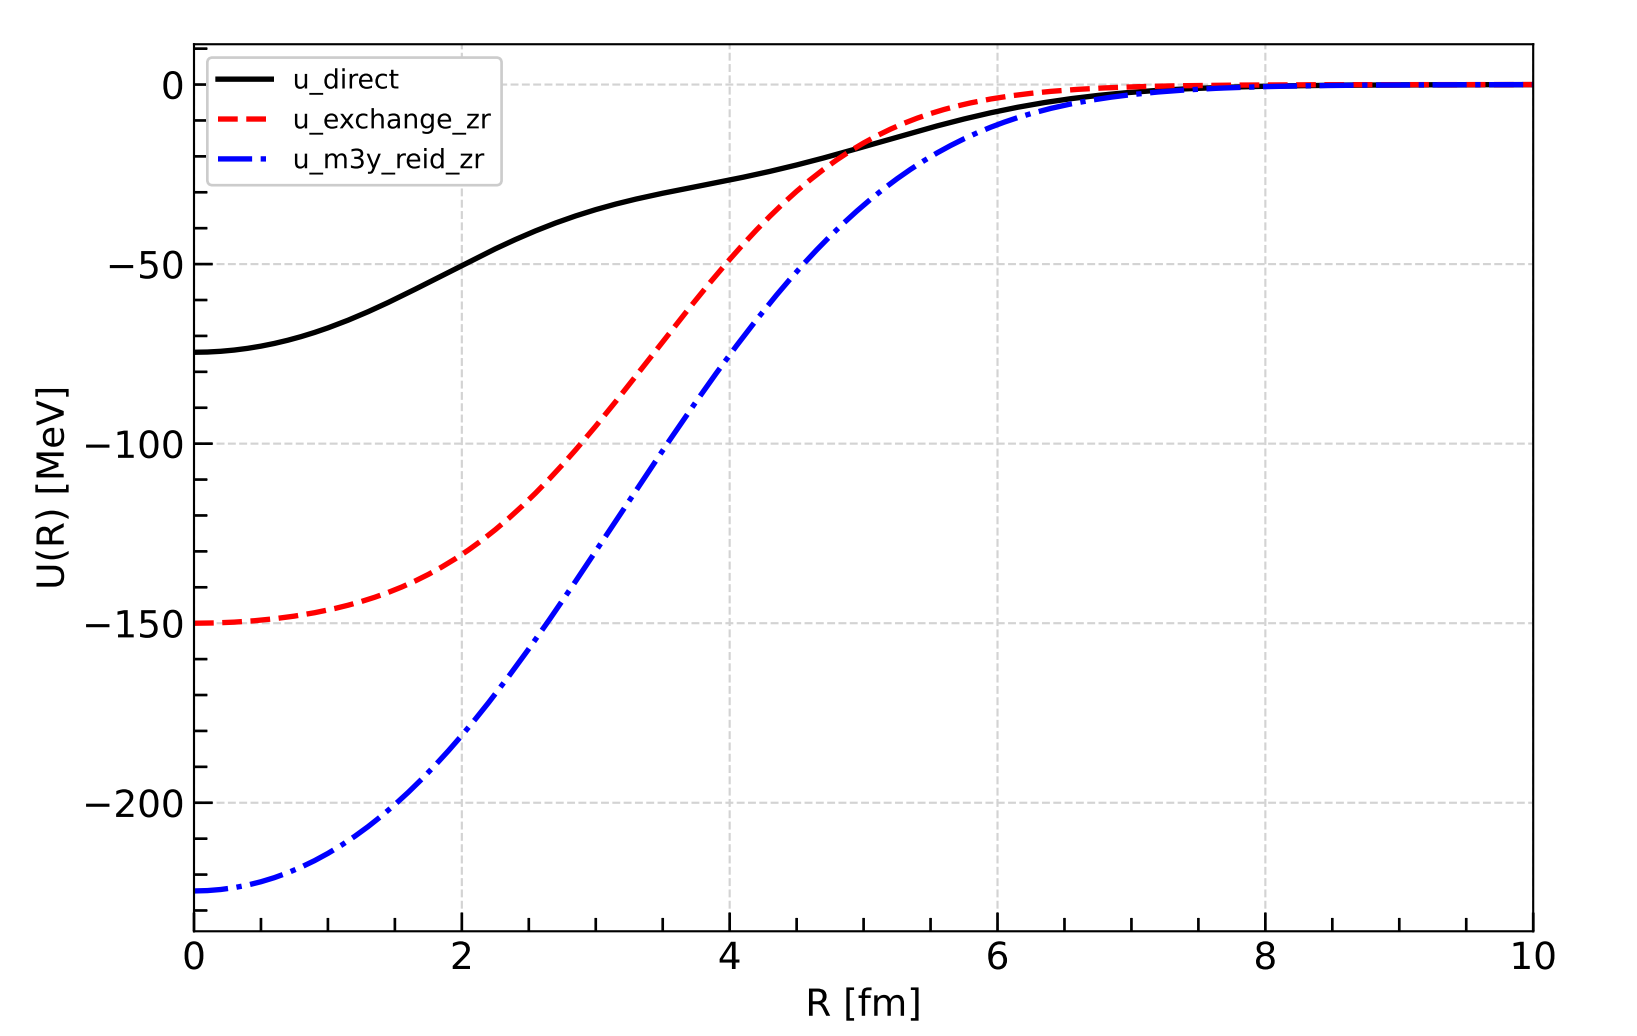 u_direct
u_exchange_zr
u_m3y_reid_zr
0
−50
−100
−150
−200
U(R) [MeV]
0 2 4 6 8 10
R [fm]